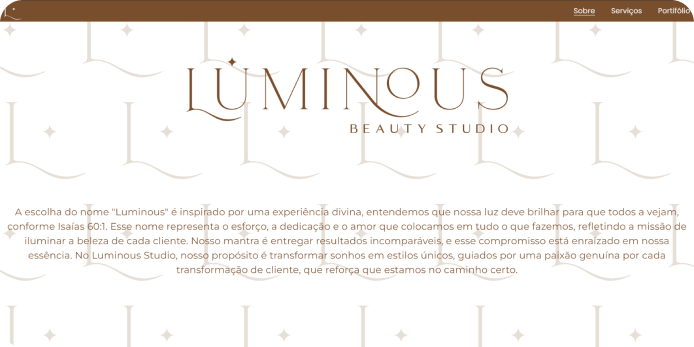 L
Sobre Serviços Portifólio
LUMINOUS
BEAUTY STUDIO
A escolha do nome "Luminous" é inspirado por uma experiência divina, entendemos que nossa luz deve brilhar para que todos a vejam,
conforme Isaías 60:1. Esse nome representa o esforço, a dedicação e o amor que colocamos em tudo o que fazemos, refletindo a missão de
iluminar a beleza de cada cliente. Nosso mantra é entregar resultados incomparáveis, e esse compromisso está enraizado em nossa
essência. No Luminous Studio, nosso propósito é transformar sonhos em estilos únicos, guiados por uma paixão genuína por cada
transformação de cliente, que reforça que estamos no caminho certo.